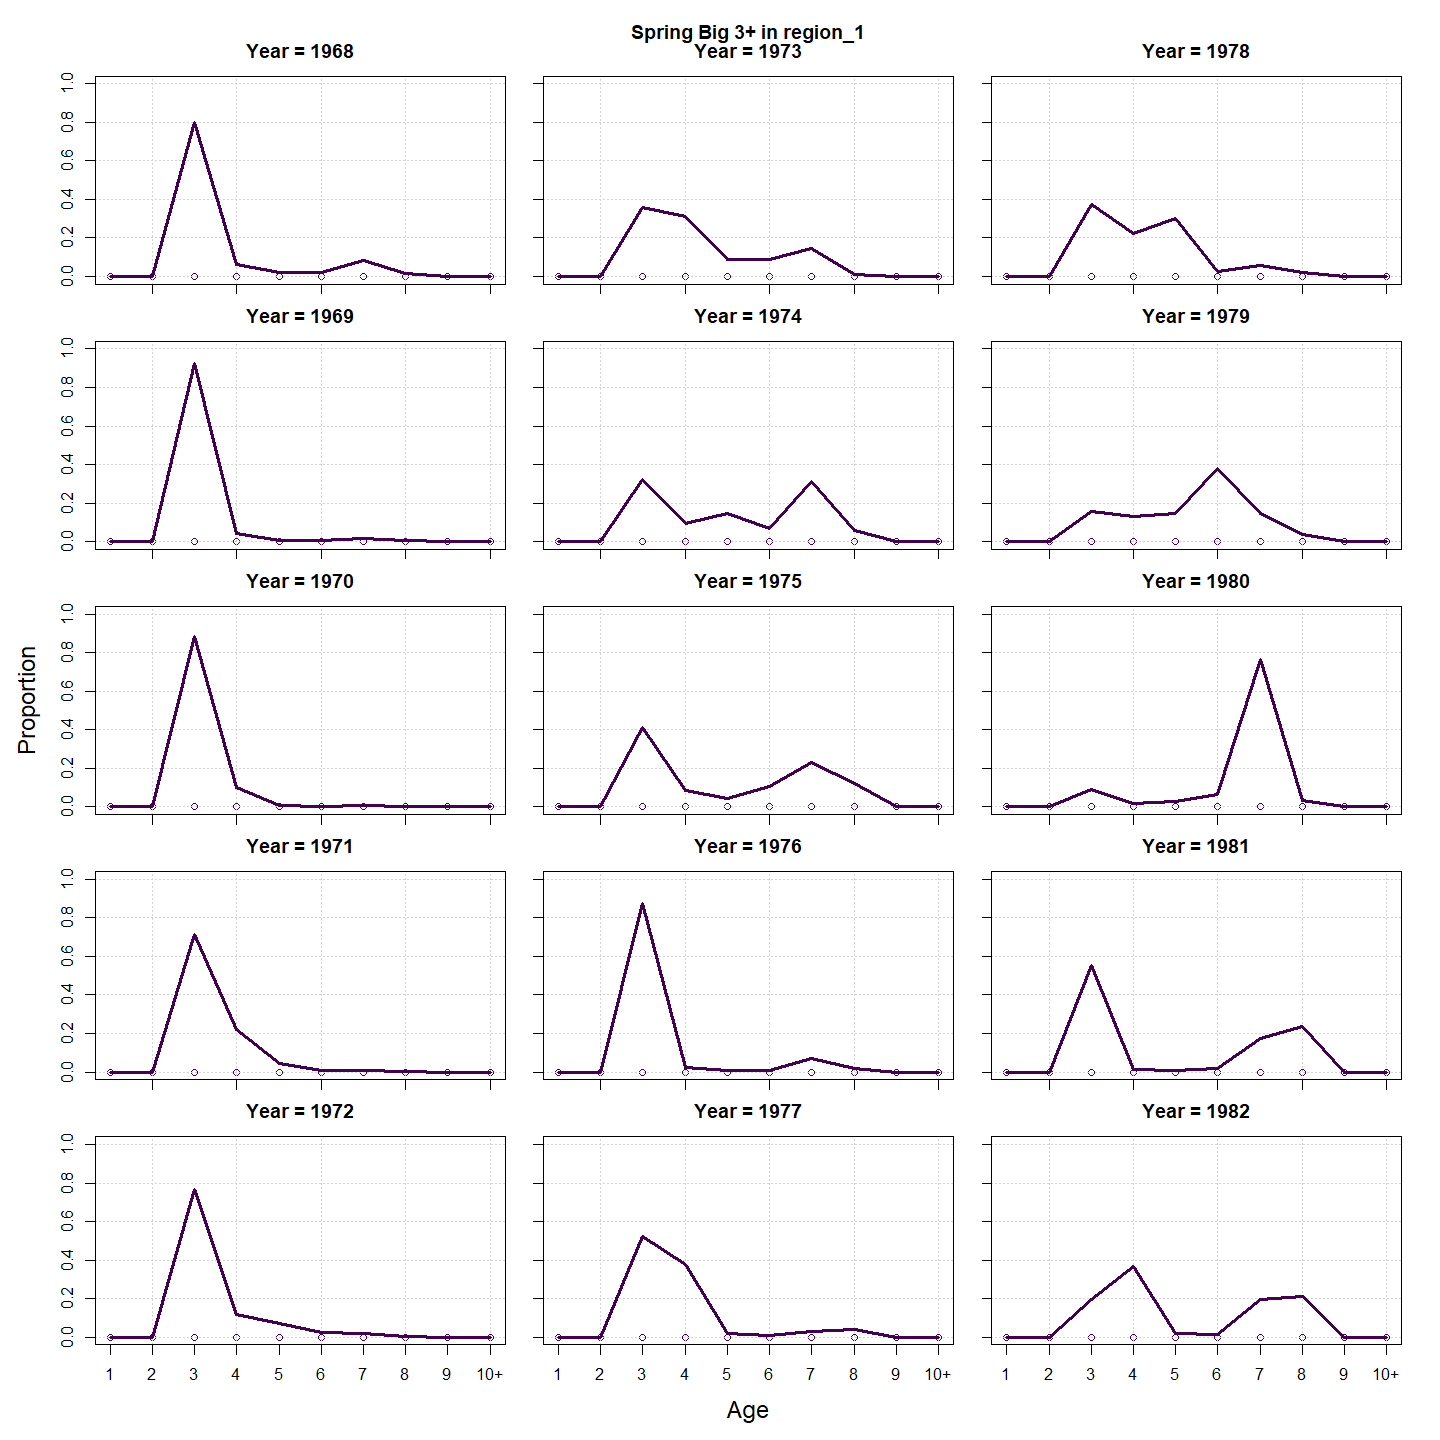 Spring Big 3+ in region_1
Year = 1968 Year = 1973 Year = 1978
0.0 0.2 0.4 0.6 0.8 1.0
Year = 1969 Year = 1974 Year = 1979
0.0 0.2 0.4 0.6 0.8 1.0
Year = 1970 Year = 1975 Year = 1980
0.0 0.2 0.4 0.6 0.8 1.0
Proportion
Year = 1971 Year = 1976 Year = 1981
0.0 0.2 0.4 0.6 0.8 1.0
Year = 1972 Year = 1977 Year = 1982
0.0 0.2 0.4 0.6 0.8 1.0
1 2 3 4 5 6 7 8 9 10+ 1 2 3 4 5 6 7 8 9 10+ 1 2 3 4 5 6 7 8 9 10+
Age